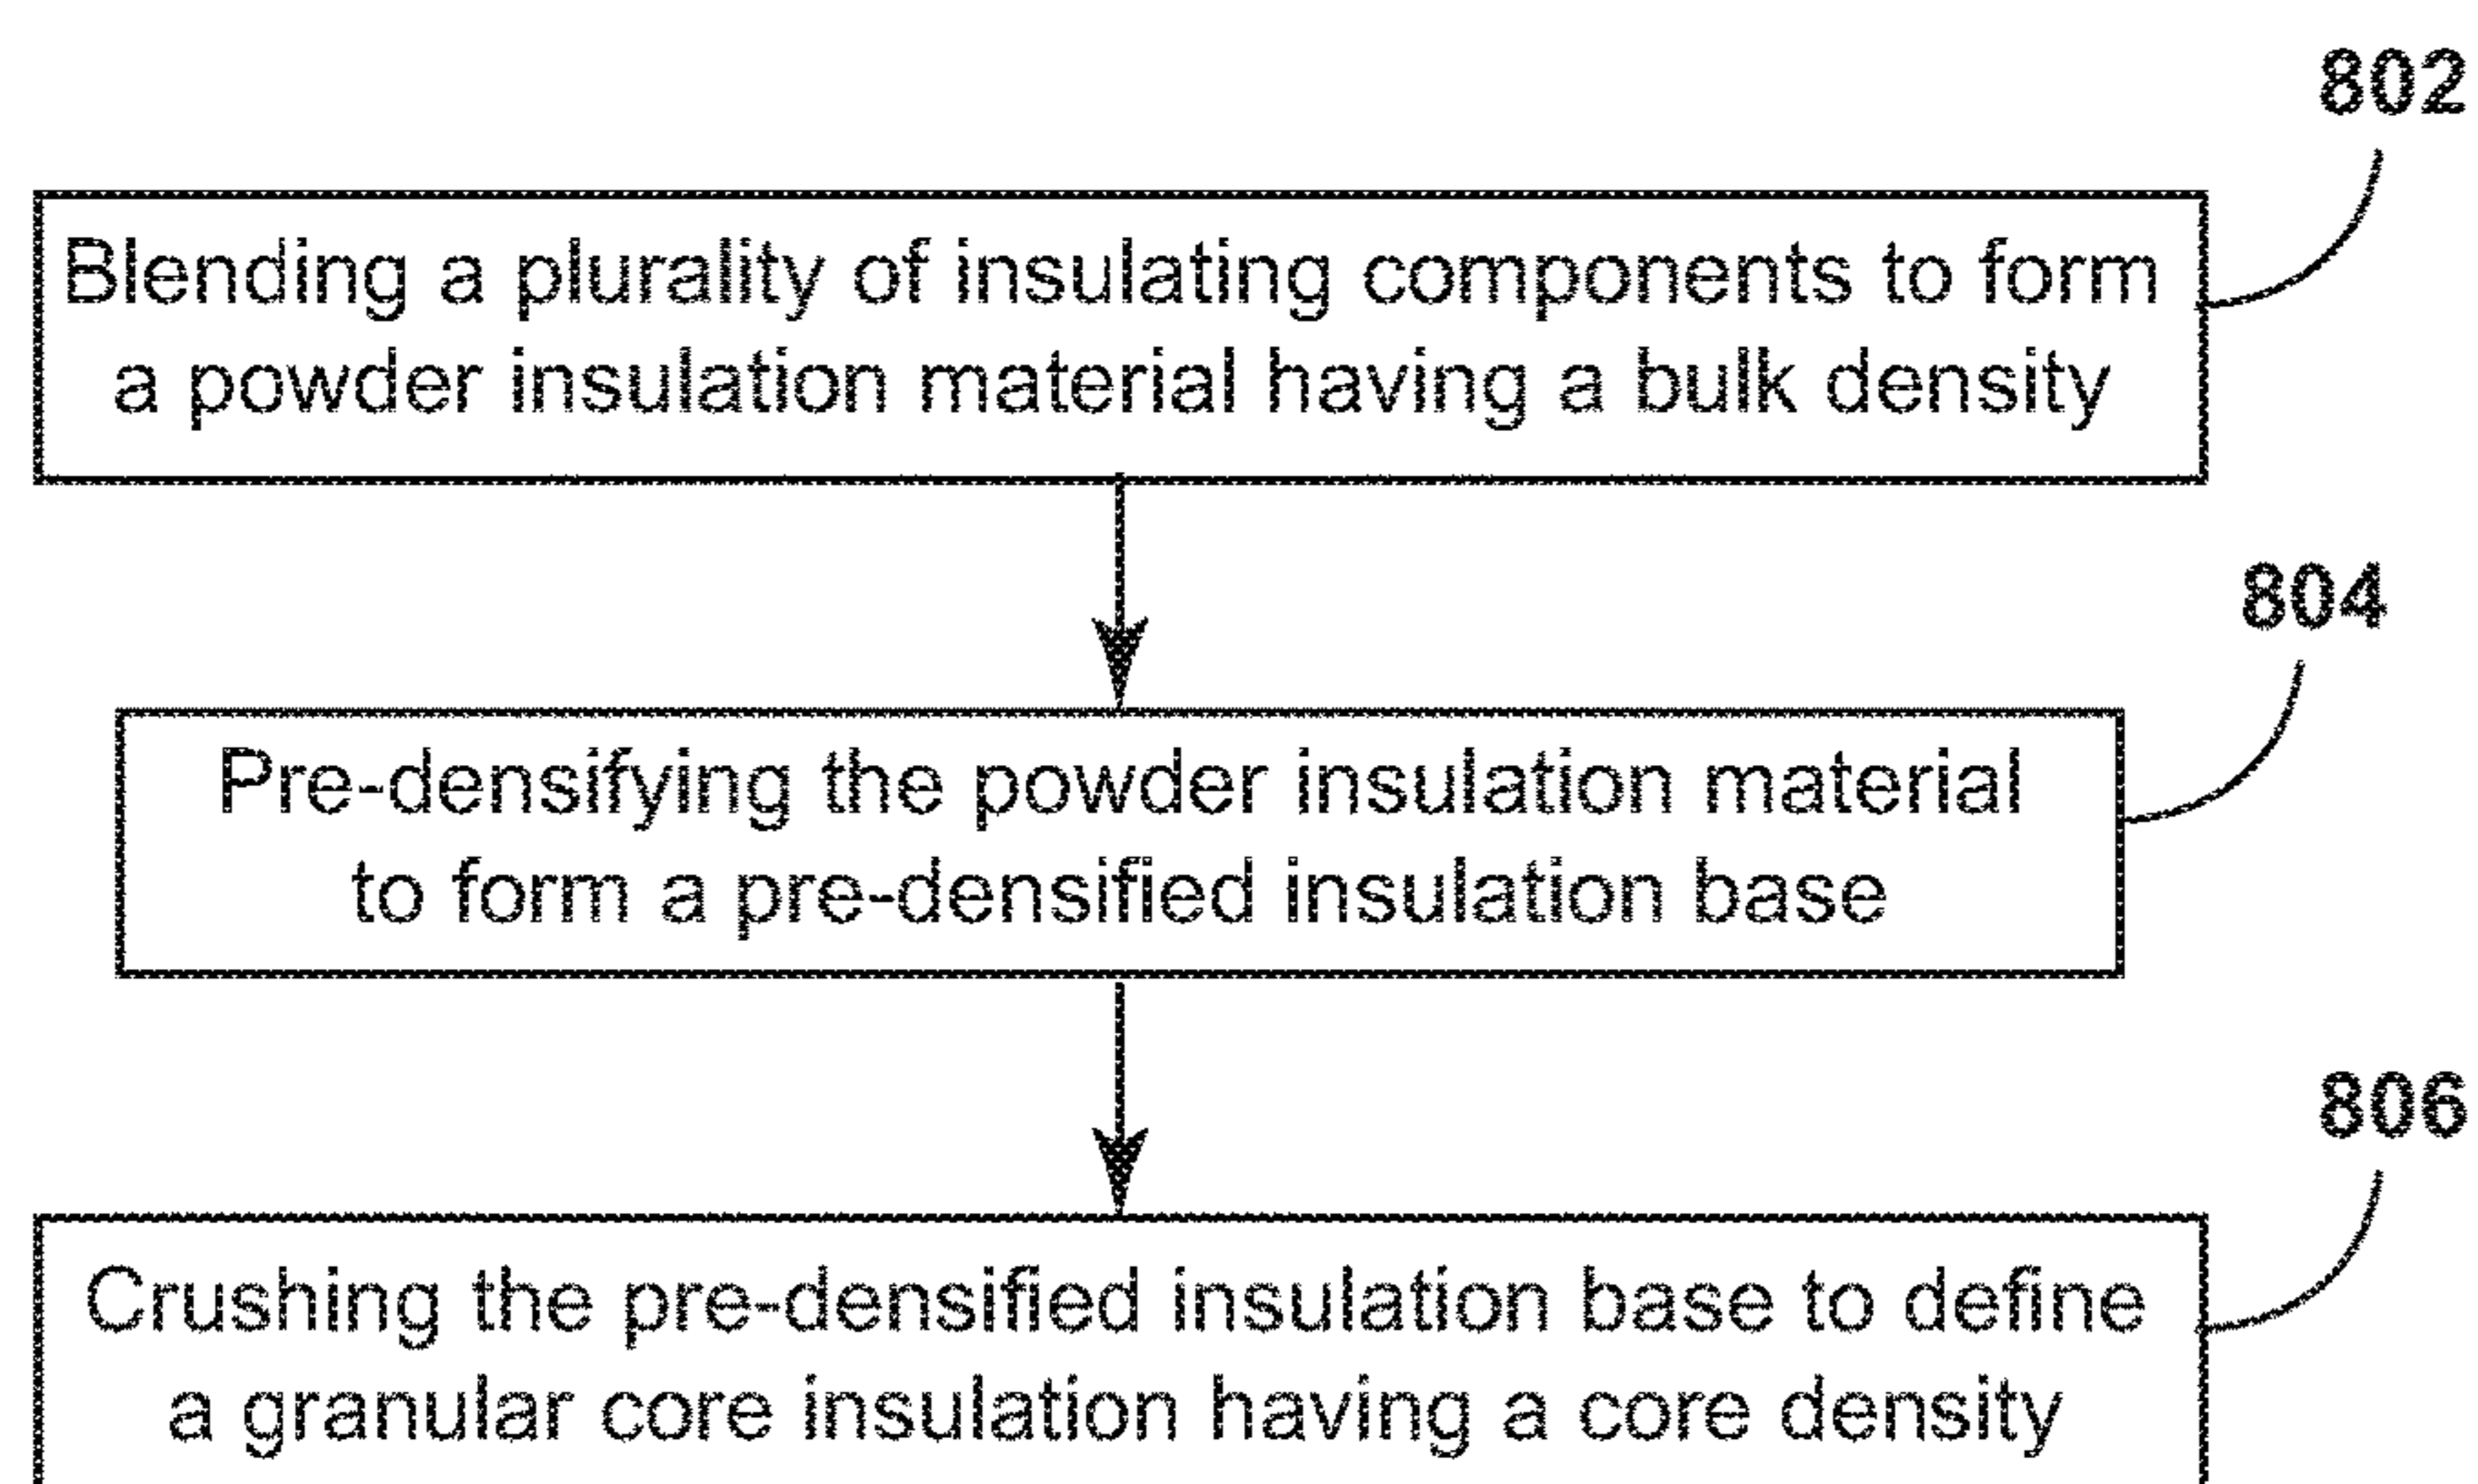 802
Blending a plurality of insulating components to form
a powder insulation material having a bulk density
804
Pre-densifying the powder insulation material
to form a pre-densified insulation base
806
Crushing the pre-densified insulation base to define
a granular core insulation having a core density